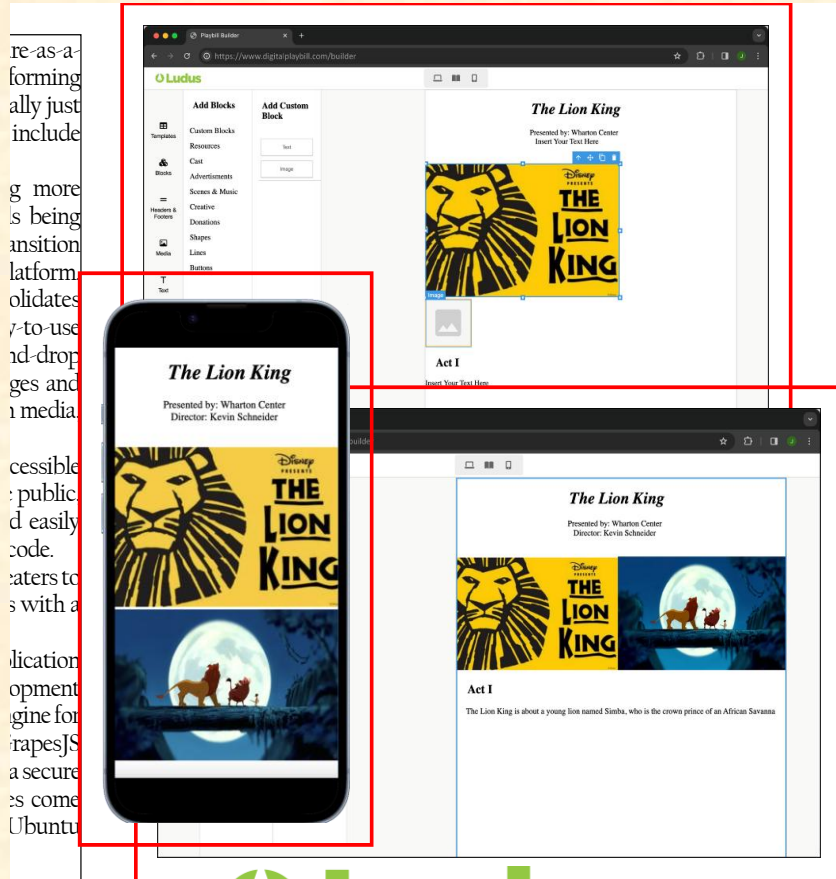 re-as-a-
forming
ally just
include
g more
ls being
ansition
latform.
olidates
y-to-use
nd-drop
ges and
n media.
cessible
e public.
d easily
code.
eaters to
s with a
plication
opment
ngine for
GrapesJS
a secure
es come
Ubuntu
Playbill Builder
https://www.digitalplaybill.com/builder
Ludus
Templates
Blocks
Headers &
Footers
Media
Text
Add Blocks
Custom Blocks
Resources
Cast
Advertisments
Scenes & Music
Creative
Donations
Shapes
Lines
Buttons
Add Custom
Block
Text
Image
The Lion King
Presented by: Wharton Center
Insert Your Text Here
Disney
PRESENTS
THE
LION
KING
Image
Act I
Insert Your Text Here
The Lion King
Presented by: Wharton Center
Director: Kevin Schneider
Disney
PRESENTS
THE
LION
KING
builder
The Lion King
Presented by: Wharton Center
Director: Kevin Schneider
Disney
PRESENTS
THE
LION
KING
Act I
The Lion King is about a young lion named Simba, who is the crown prince of an African Savanna